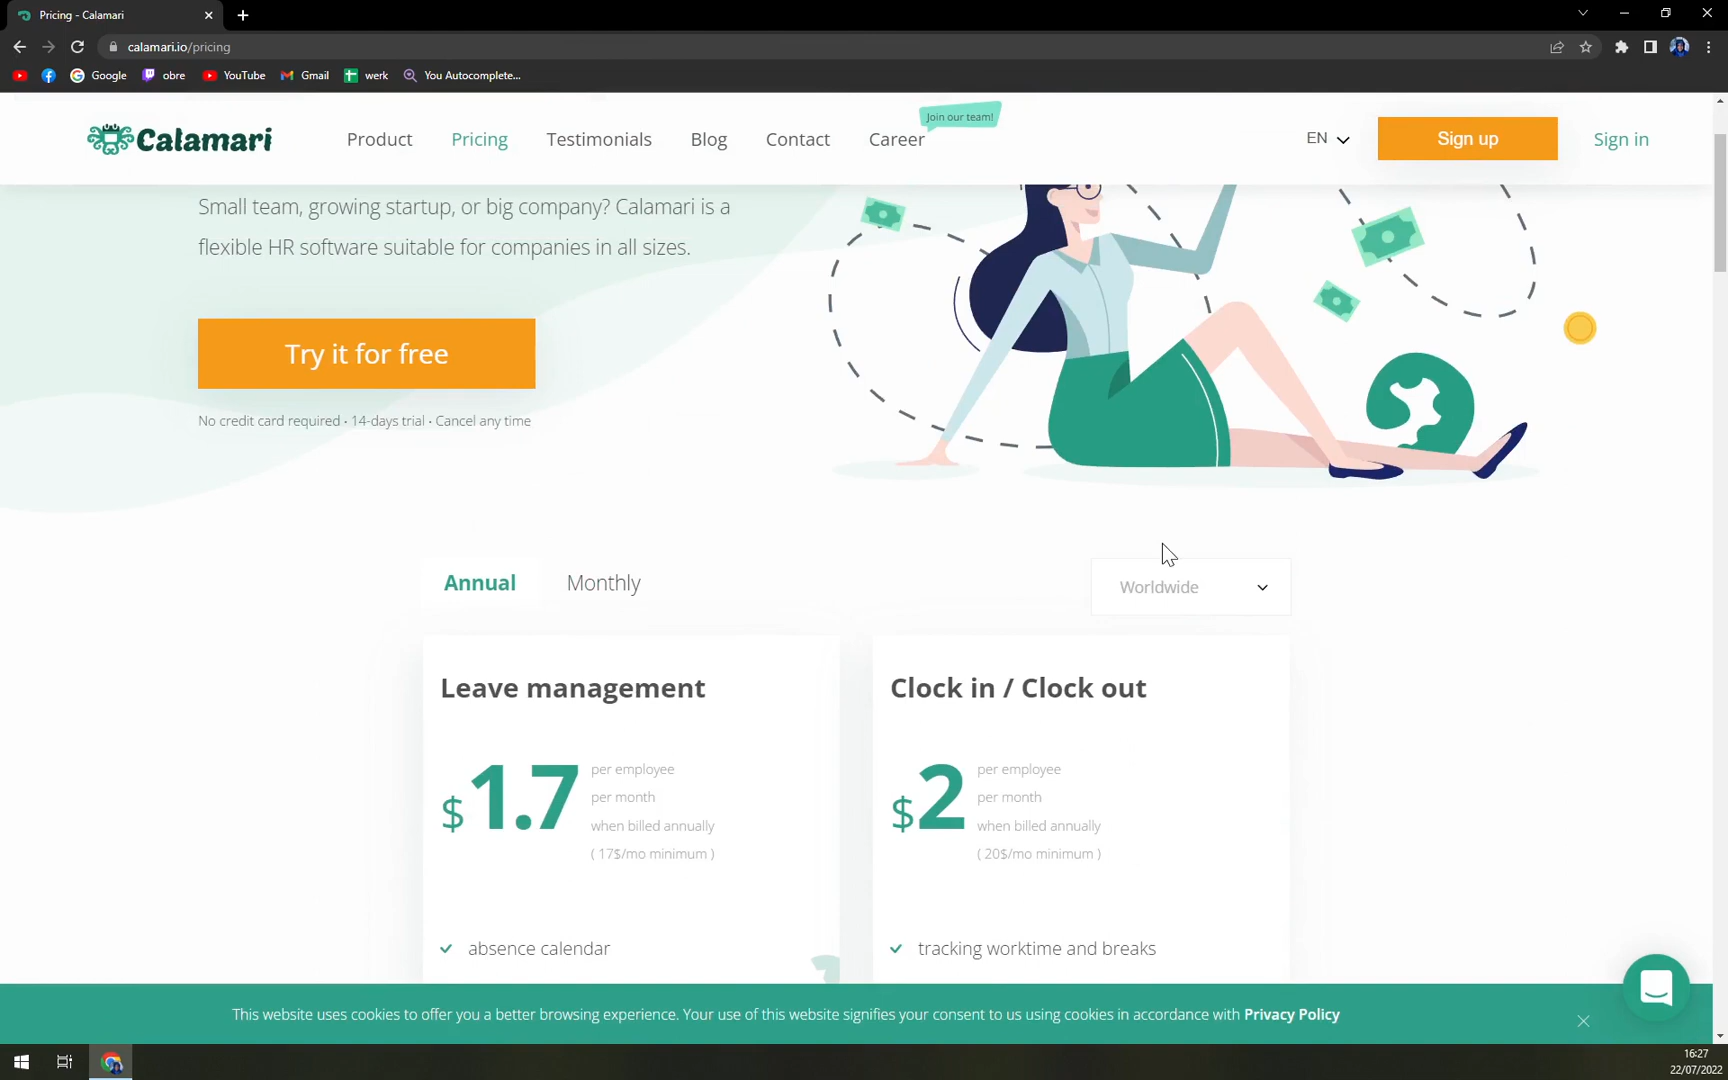 Pricing - Calamari
calamari.io/pricing
Google
obre
YouTube
Gmail
werk
You Autocomplete...
Calamari
Product
Pricing
Testimonials
Blog
Contact
Career
Join our team!
EN
Sign up
Sign in
Small team, growing startup, or big company? Calamari is a
flexible HR software suitable for companies in all sizes.
Try it for free
No credit card required • 14-days trial • Cancel any time
Annual
Monthly
Worldwide
Leave management
$1.7
per employee
per month
when billed annually
( 17$/mo minimum )
absence calendar
Clock in / Clock out
$2
per employee
per month
when billed annually
( 20$/mo minimum )
tracking worktime and breaks
This website uses cookies to offer you a better browsing experience. Your use of this website signifies your consent to us using cookies in accordance with Privacy Policy
16:27
22/07/2022